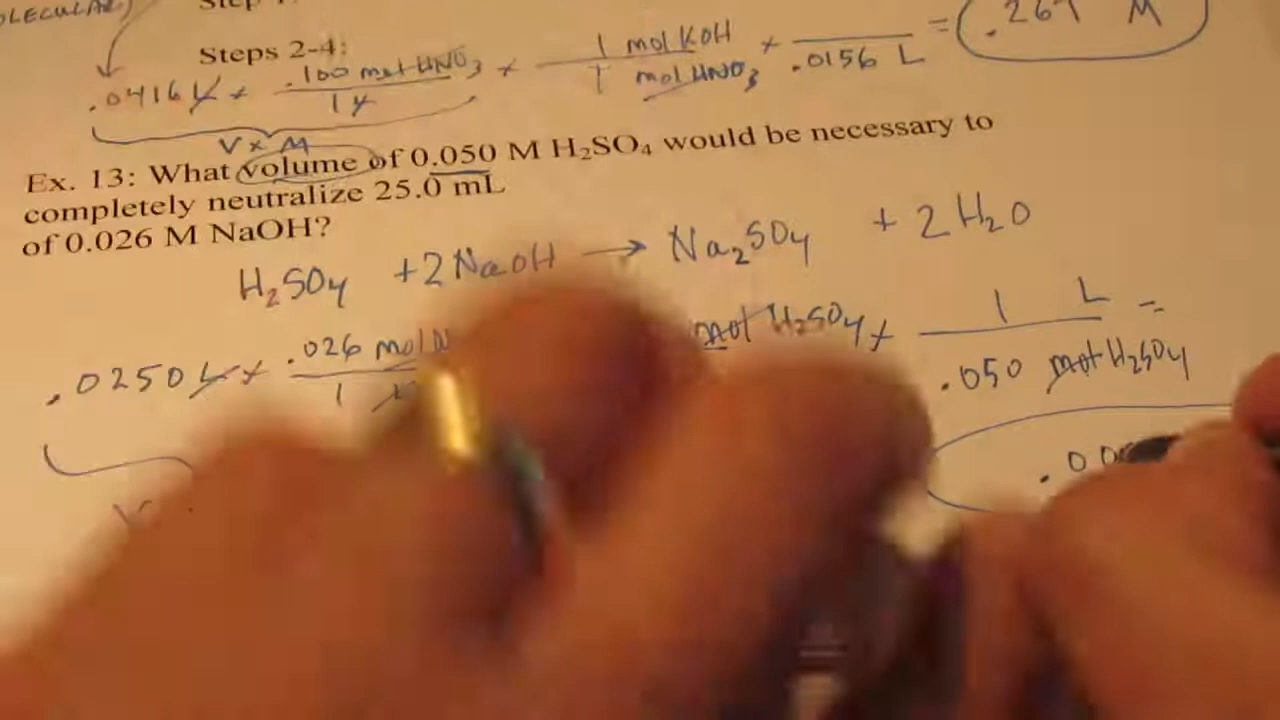 Steps 2-4:
.0416 L x .100 mol HNO3 / 1 L x 1 mol KOH / 1 mol HNO3 x / .0156 L = M
V x M
Ex. 13: What volume of 0.050 M H₂SO₄ would be necessary to
completely neutralize 25.0 mL
of 0.026 M NaOH?
H₂SO₄ + 2 NaOH → Na₂SO₄ + 2 H₂O
.0250 L x .026 mol / 1 mol H₂SO₄ x 1 L / .050 mol H₂SO₄ =